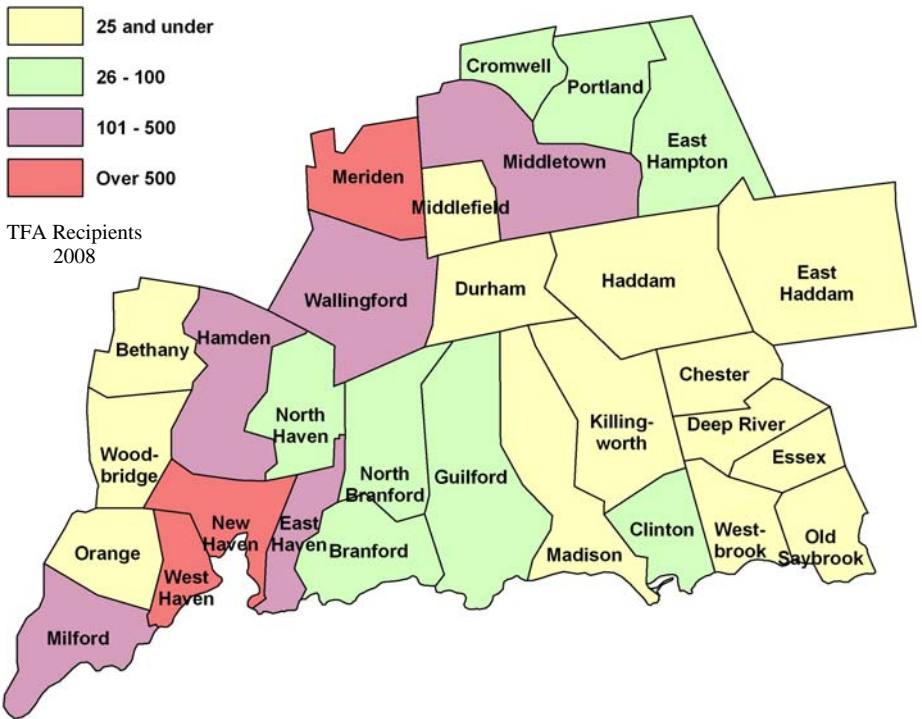 25 and under
26 - 100
101 - 500
Over 500
TFA Recipients
2008
Cromwell
Portland
East
Hampton
Middletown
Meriden
Middlefield
Wallingford
Durham
Haddam
East
Haddam
Bethany
Hamden
Chester
North
Haven
Killing-
worth
Deep River
Wood-
bridge
Essex
North
Branford
Guilford
New
Haven
East
Haven
Branford
Clinton
West-
brook
Old
Saybrook
Orange
Madison
West
Haven
Milford